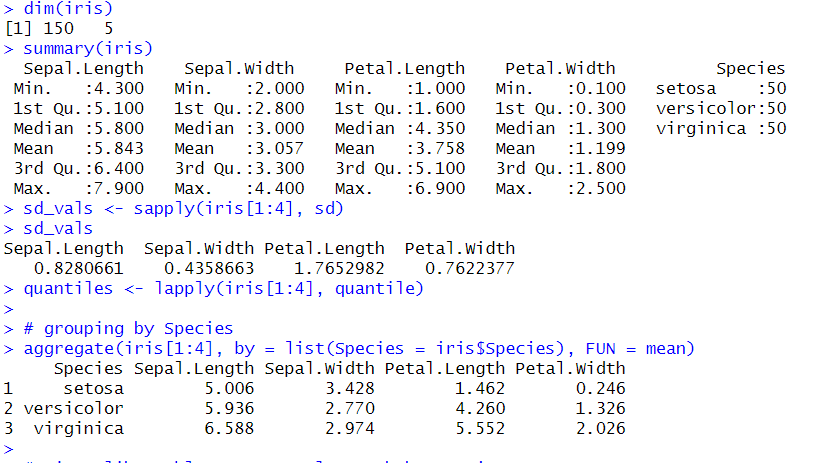 > dim(iris)
[1] 150   5
> summary(iris)
  Sepal.Length    Sepal.Width     Petal.Length    Petal.Width          Species
 Min.   :4.300   Min.   :2.000   Min.   :1.000   Min.   :0.100   setosa    :50
 1st Qu.:5.100   1st Qu.:2.800   1st Qu.:1.600   1st Qu.:0.300   versicolor:50
 Median :5.800   Median :3.000   Median :4.350   Median :1.300   virginica :50
 Mean   :5.843   Mean   :3.057   Mean   :3.758   Mean   :1.199
 3rd Qu.:6.400   3rd Qu.:3.300   3rd Qu.:5.100   3rd Qu.:1.800
 Max.   :7.900   Max.   :4.400   Max.   :6.900   Max.   :2.500
> sd_vals <- sapply(iris[1:4], sd)
> sd_vals
Sepal.Length  Sepal.Width Petal.Length  Petal.Width
   0.8280661    0.4358663    1.7652982    0.7622377
> quantiles <- lapply(iris[1:4], quantile)
>
> # grouping by Species
> aggregate(iris[1:4], by = list(Species = iris$Species), FUN = mean)
     Species Sepal.Length Sepal.Width Petal.Length Petal.Width
1     setosa        5.006       3.428        1.462       0.246
2 versicolor        5.936       2.770        4.260       1.326
3  virginica        6.588       2.974        5.552       2.026
>